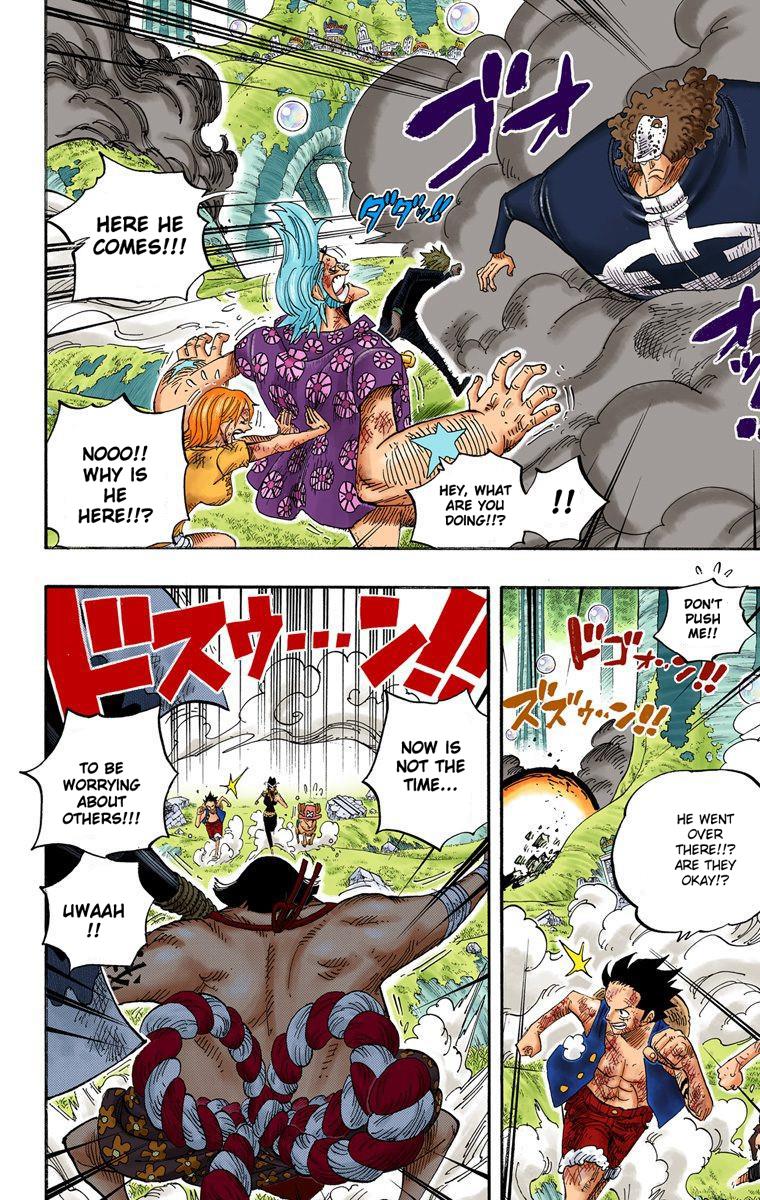 ゴオ
ゴオ
ダダッ!!
HERE HE
COMES!!!
!!
HEY, WHAT
ARE YOU
DOING!!?
NOOO!!
WHY IS
HE
HERE!!?
DON'T
PUSH
ME!!
ドゴォ…ン!!
ズズゥ…ン!!
HE WENT
OVER
THERE!!?
ARE THEY
OKAY!?
ドスゥ…ン!!
NOW IS
NOT THE
TIME...
TO BE
WORRYING
ABOUT
OTHERS!!!
UWAAH
!!